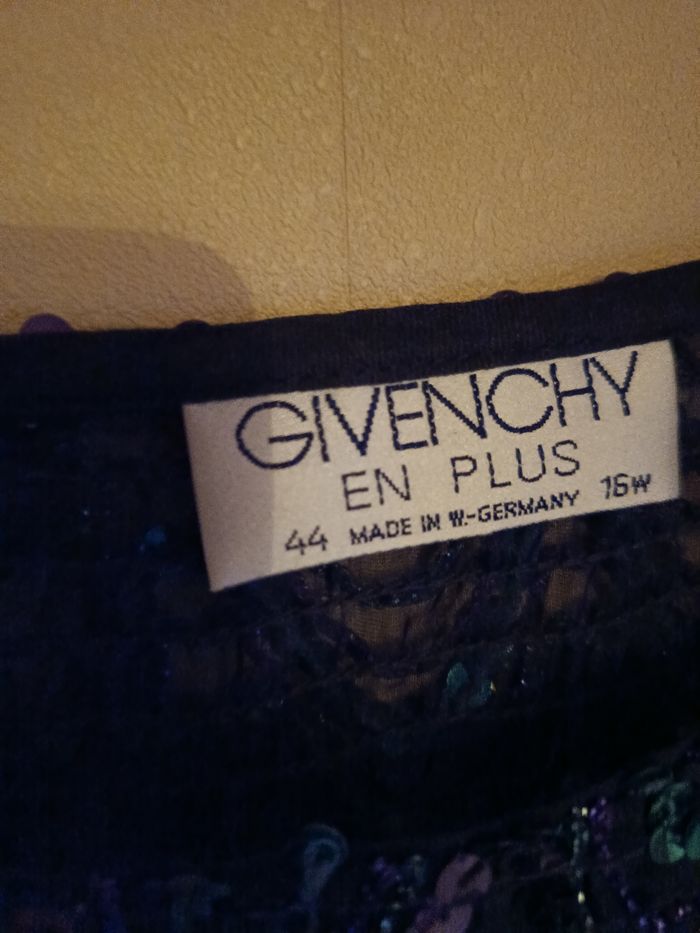 GIVENCHY
EN PLUS
44 MADE IN W.-GERMANY 16W